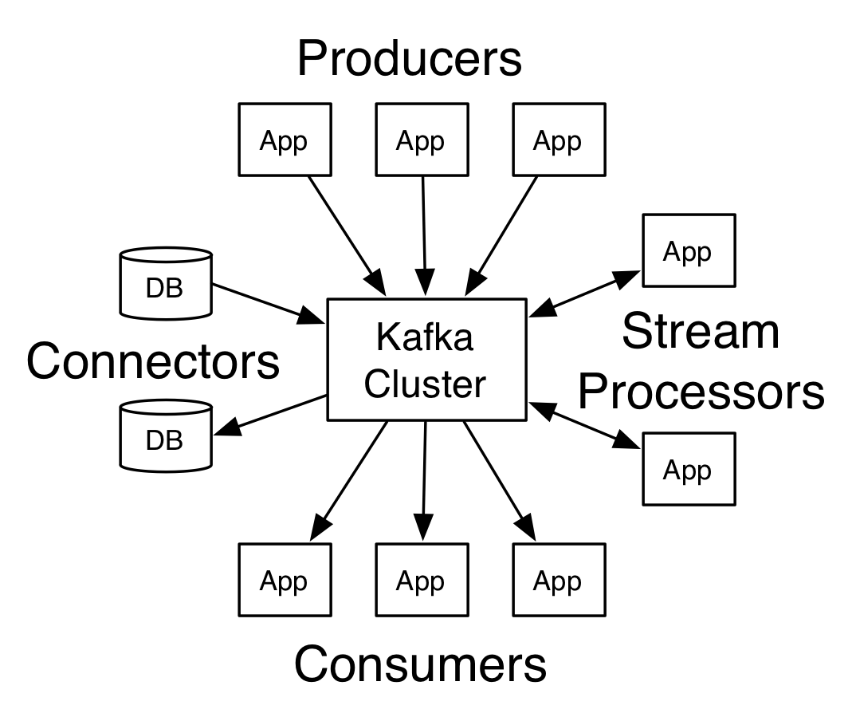 Producers
App
App
App
App
DB
Kafka
Cluster
Stream
Processors
Connectors
DB
App
App
App
App
Consumers